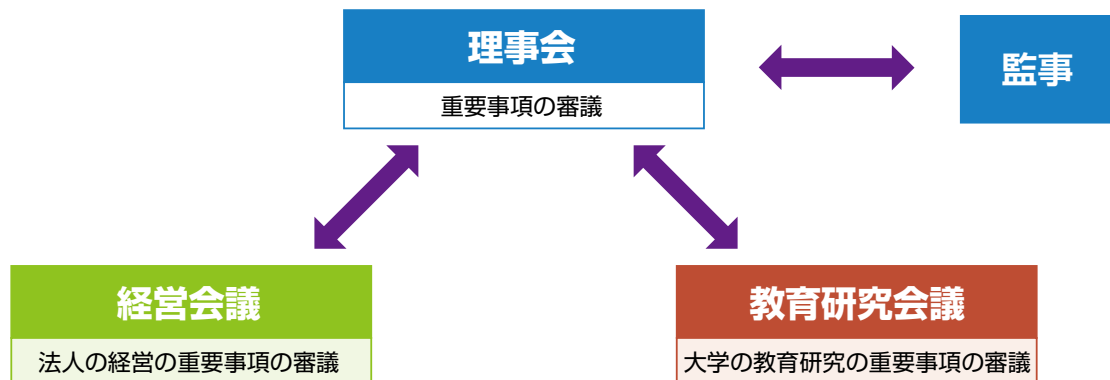 理事会
重要事項の審議
監事
経営会議
法人の経営の重要事項の審議
教育研究会議
大学の教育研究の重要事項の審議